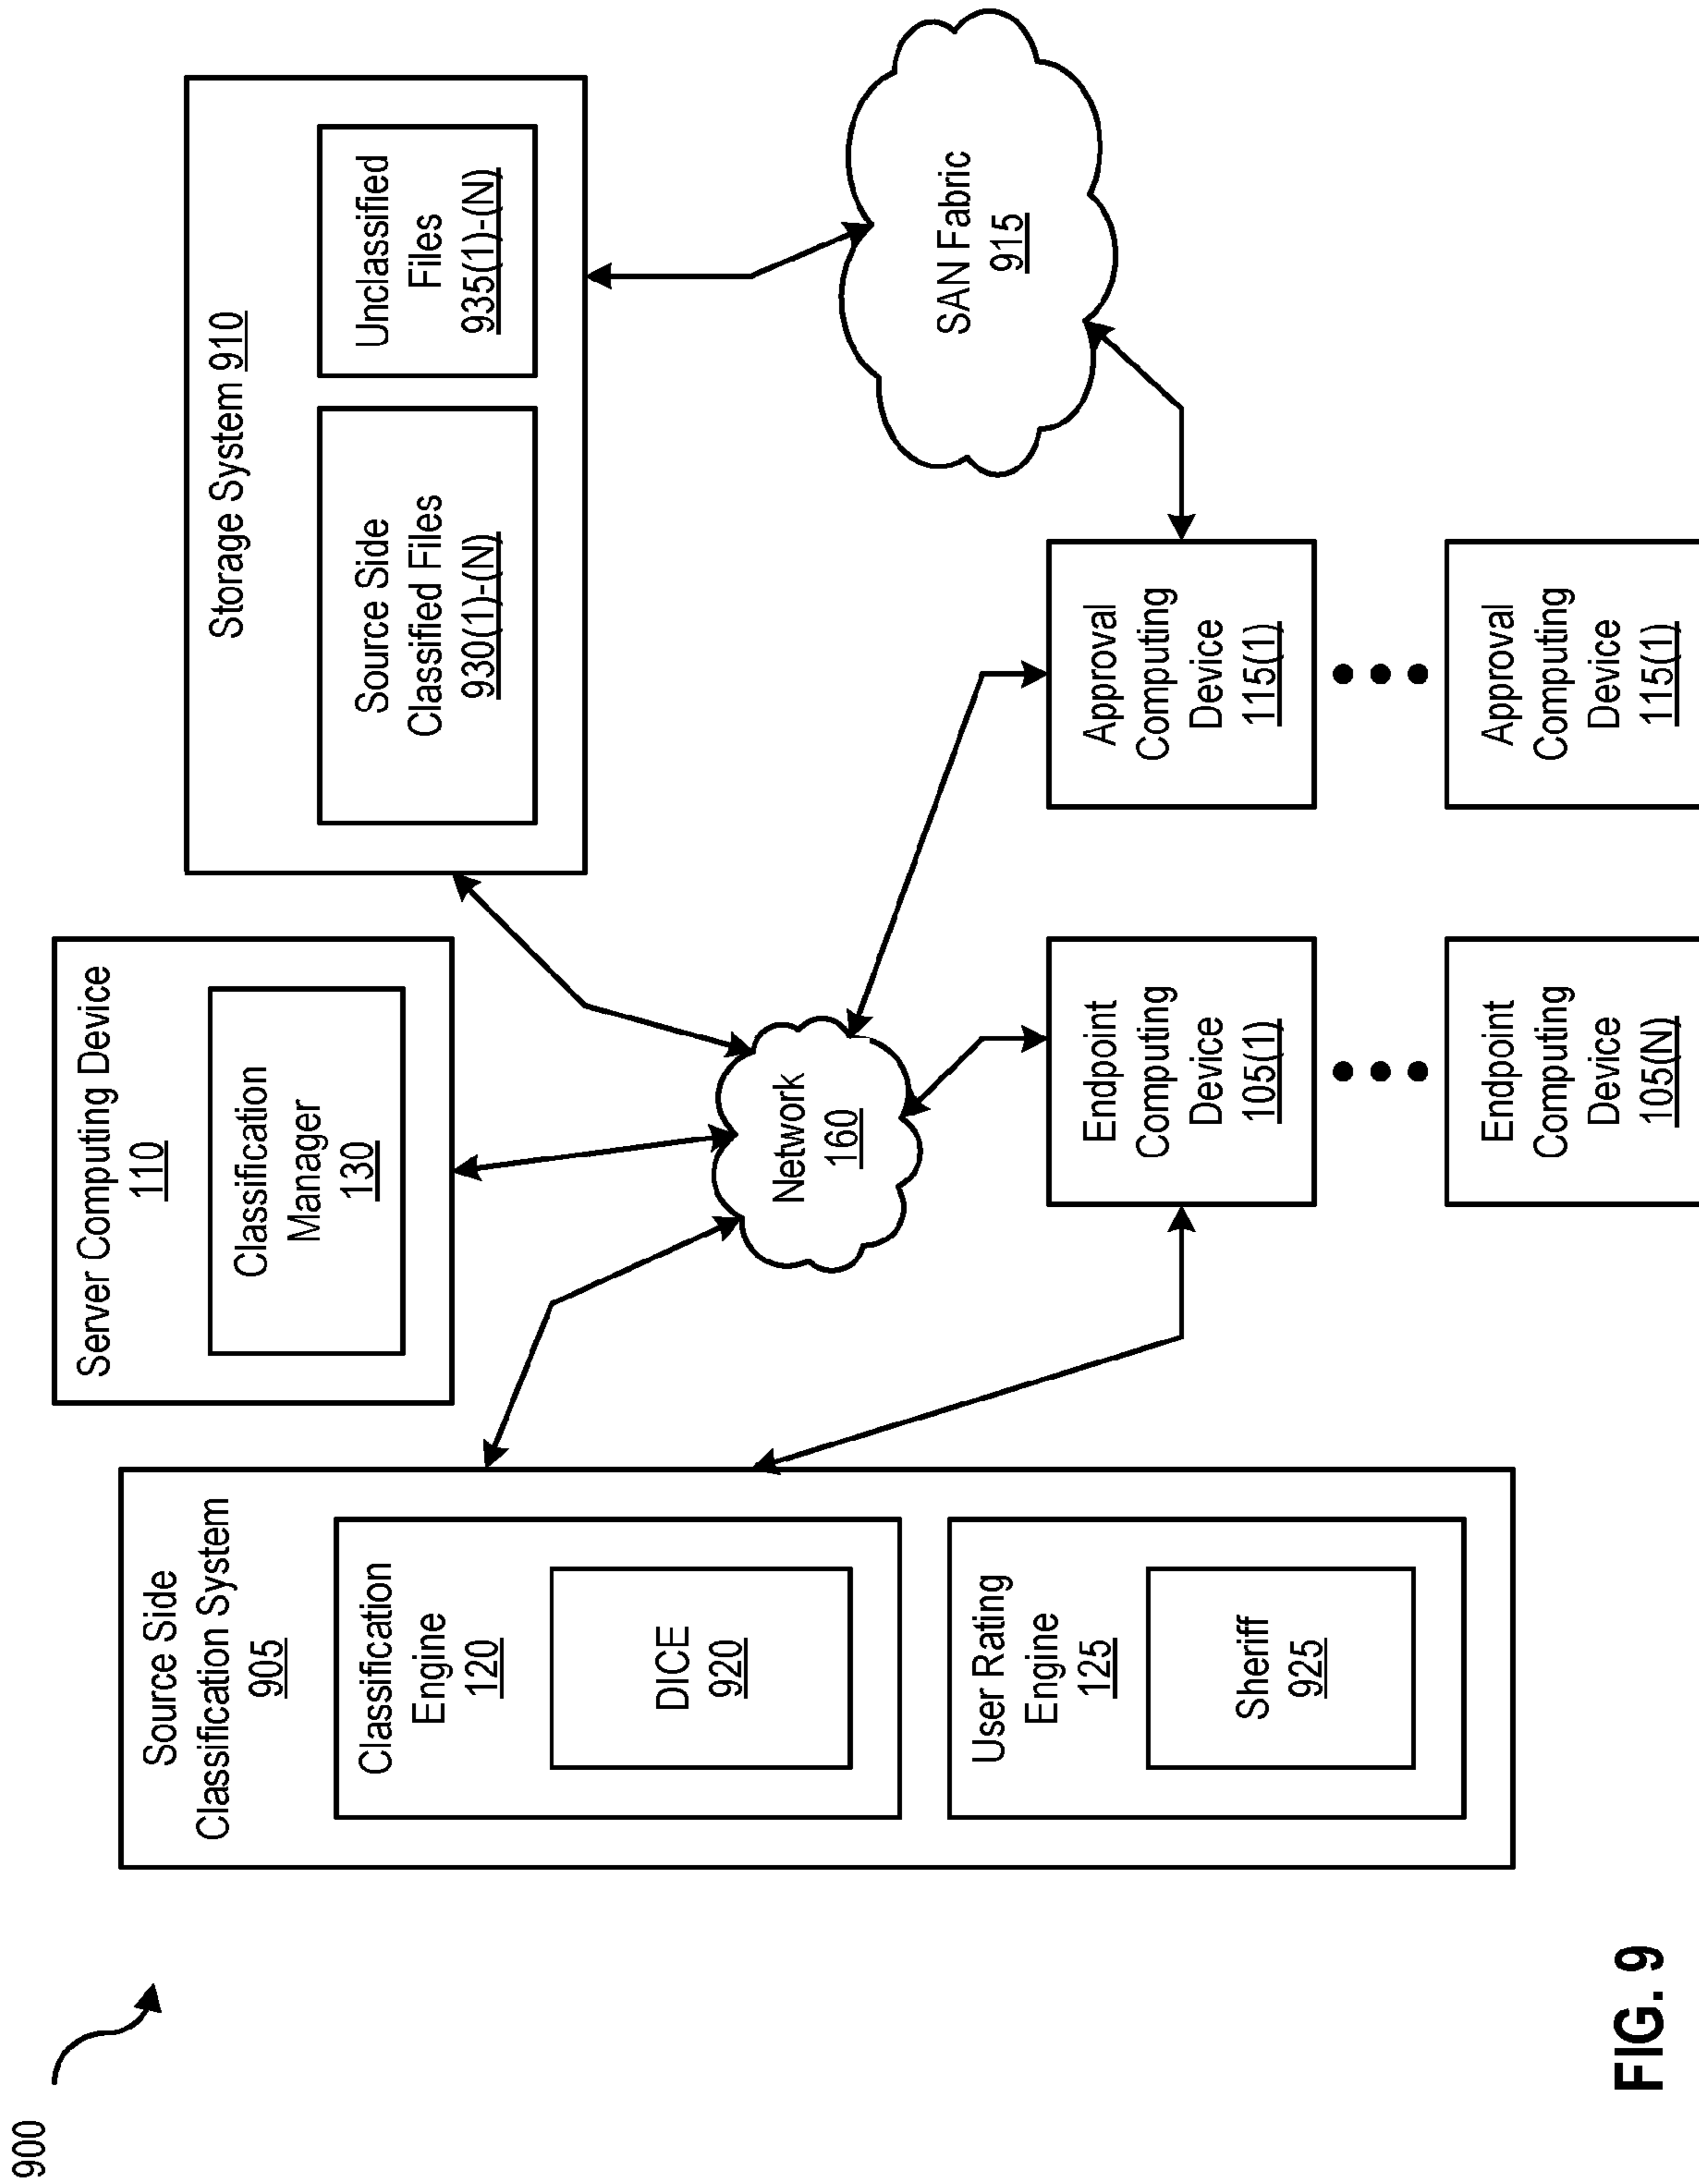 900
Source Side
Classification System
905
Classification
Engine
120
DICE
920
User Rating
Engine
125
Sheriff
925
Server Computing Device
110
Classification
Manager
130
Storage System 910
Source Side
Classified Files
930(1)-(N)
Unclassified
Files
935(1)-(N)
Network
160
SAN Fabric
915
Endpoint
Computing
Device
105(1)
Endpoint
Computing
Device
105(N)
Approval
Computing
Device
115(1)
Approval
Computing
Device
115(1)
FIG. 9